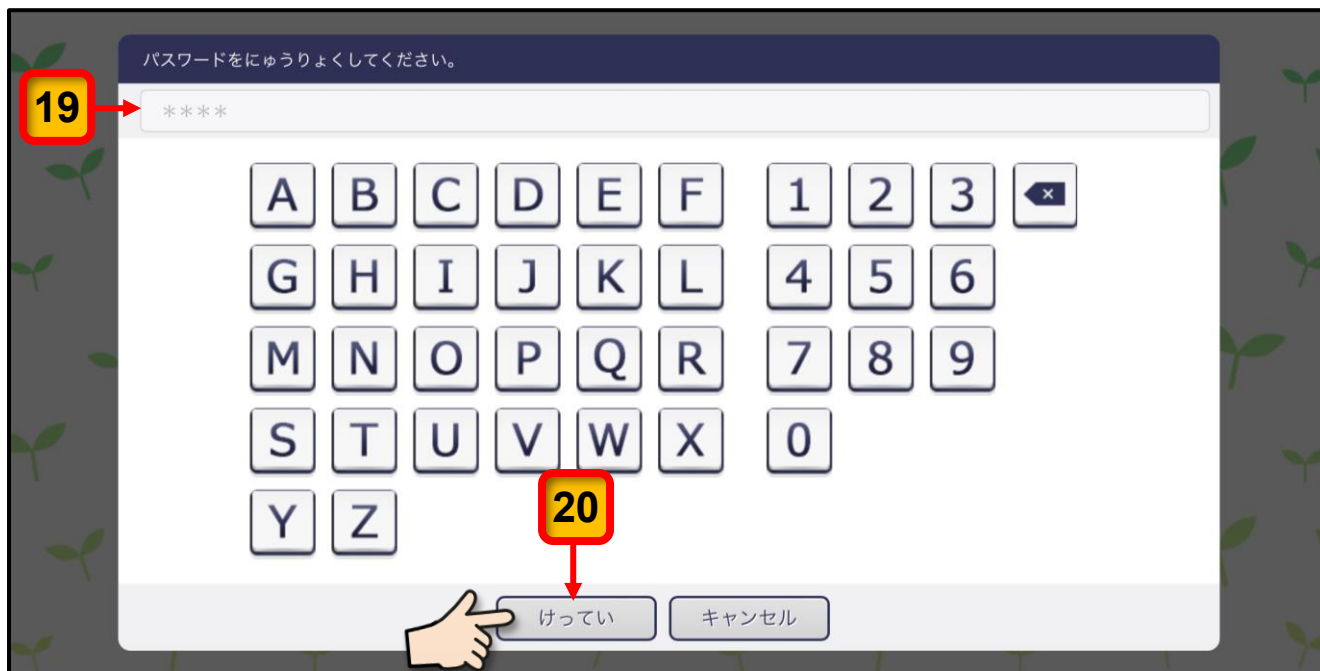 パスワードをにゅうりょくしてください。
19
****
A B C D E F 1 2 3
G H I J K L 4 5 6
M N O P Q R 7 8 9
S T U V W X 0
Y Z
20
けってい キャンセル